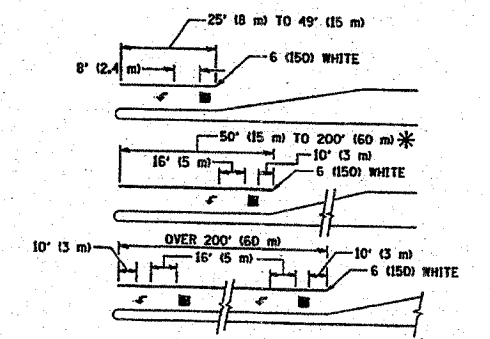 25' (8 m) TO 49' (15 m)
6 (150) WHITE
8' (2.4 m)
50' (15 m) TO 200' (60 m)*
16' (5 m)
10' (3 m)
6 (150) WHITE
OVER 200' (60 m)
10' (3 m)
16' (5 m)
10' (3 m)
6 (150) WHITE